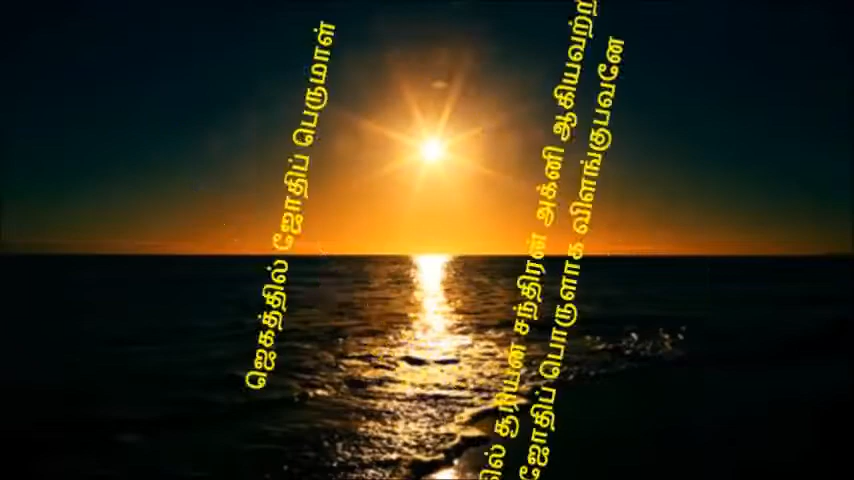 ஜெகத்தில் ஜோதிப் பெருமாள்
சூரியன் சந்திரன் அக்னி ஆகியவற்றி
ஜோதிப் பொருளாக விளங்குபவனே